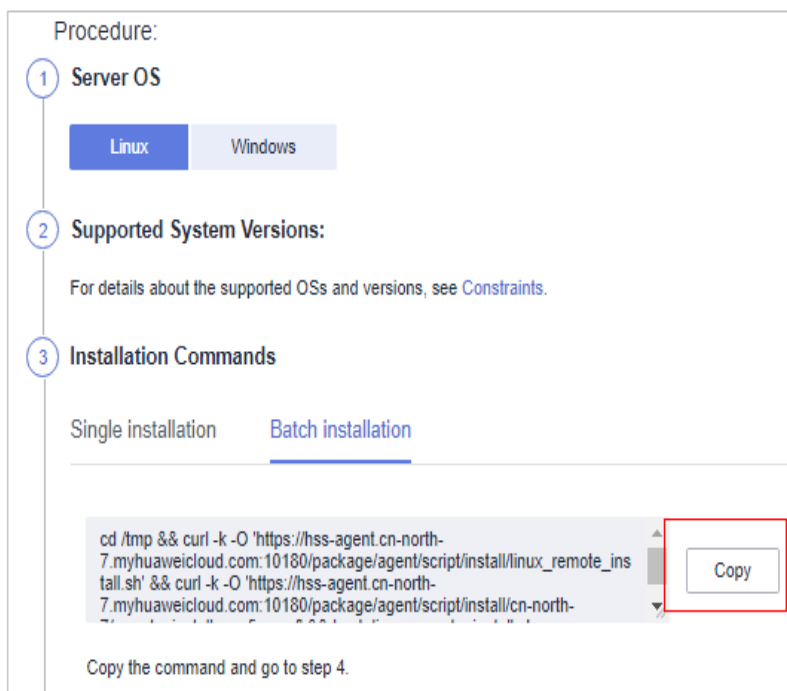 Procedure:
1
Server OS
Linux
Windows
2
Supported System Versions:
For details about the supported OSs and versions, see Constraints.
3
Installation Commands
Single installation
Batch installation
cd /tmp && curl -k -O 'https://hss-agent.cn-north-
7.myhuaweicloud.com:10180/package/agent/script/install/linux_remote_ins
tall.sh' && curl -k -O 'https://hss-agent.cn-north-
7.myhuaweicloud.com:10180/package/agent/script/install/cn-north-
Copy
Copy the command and go to step 4.